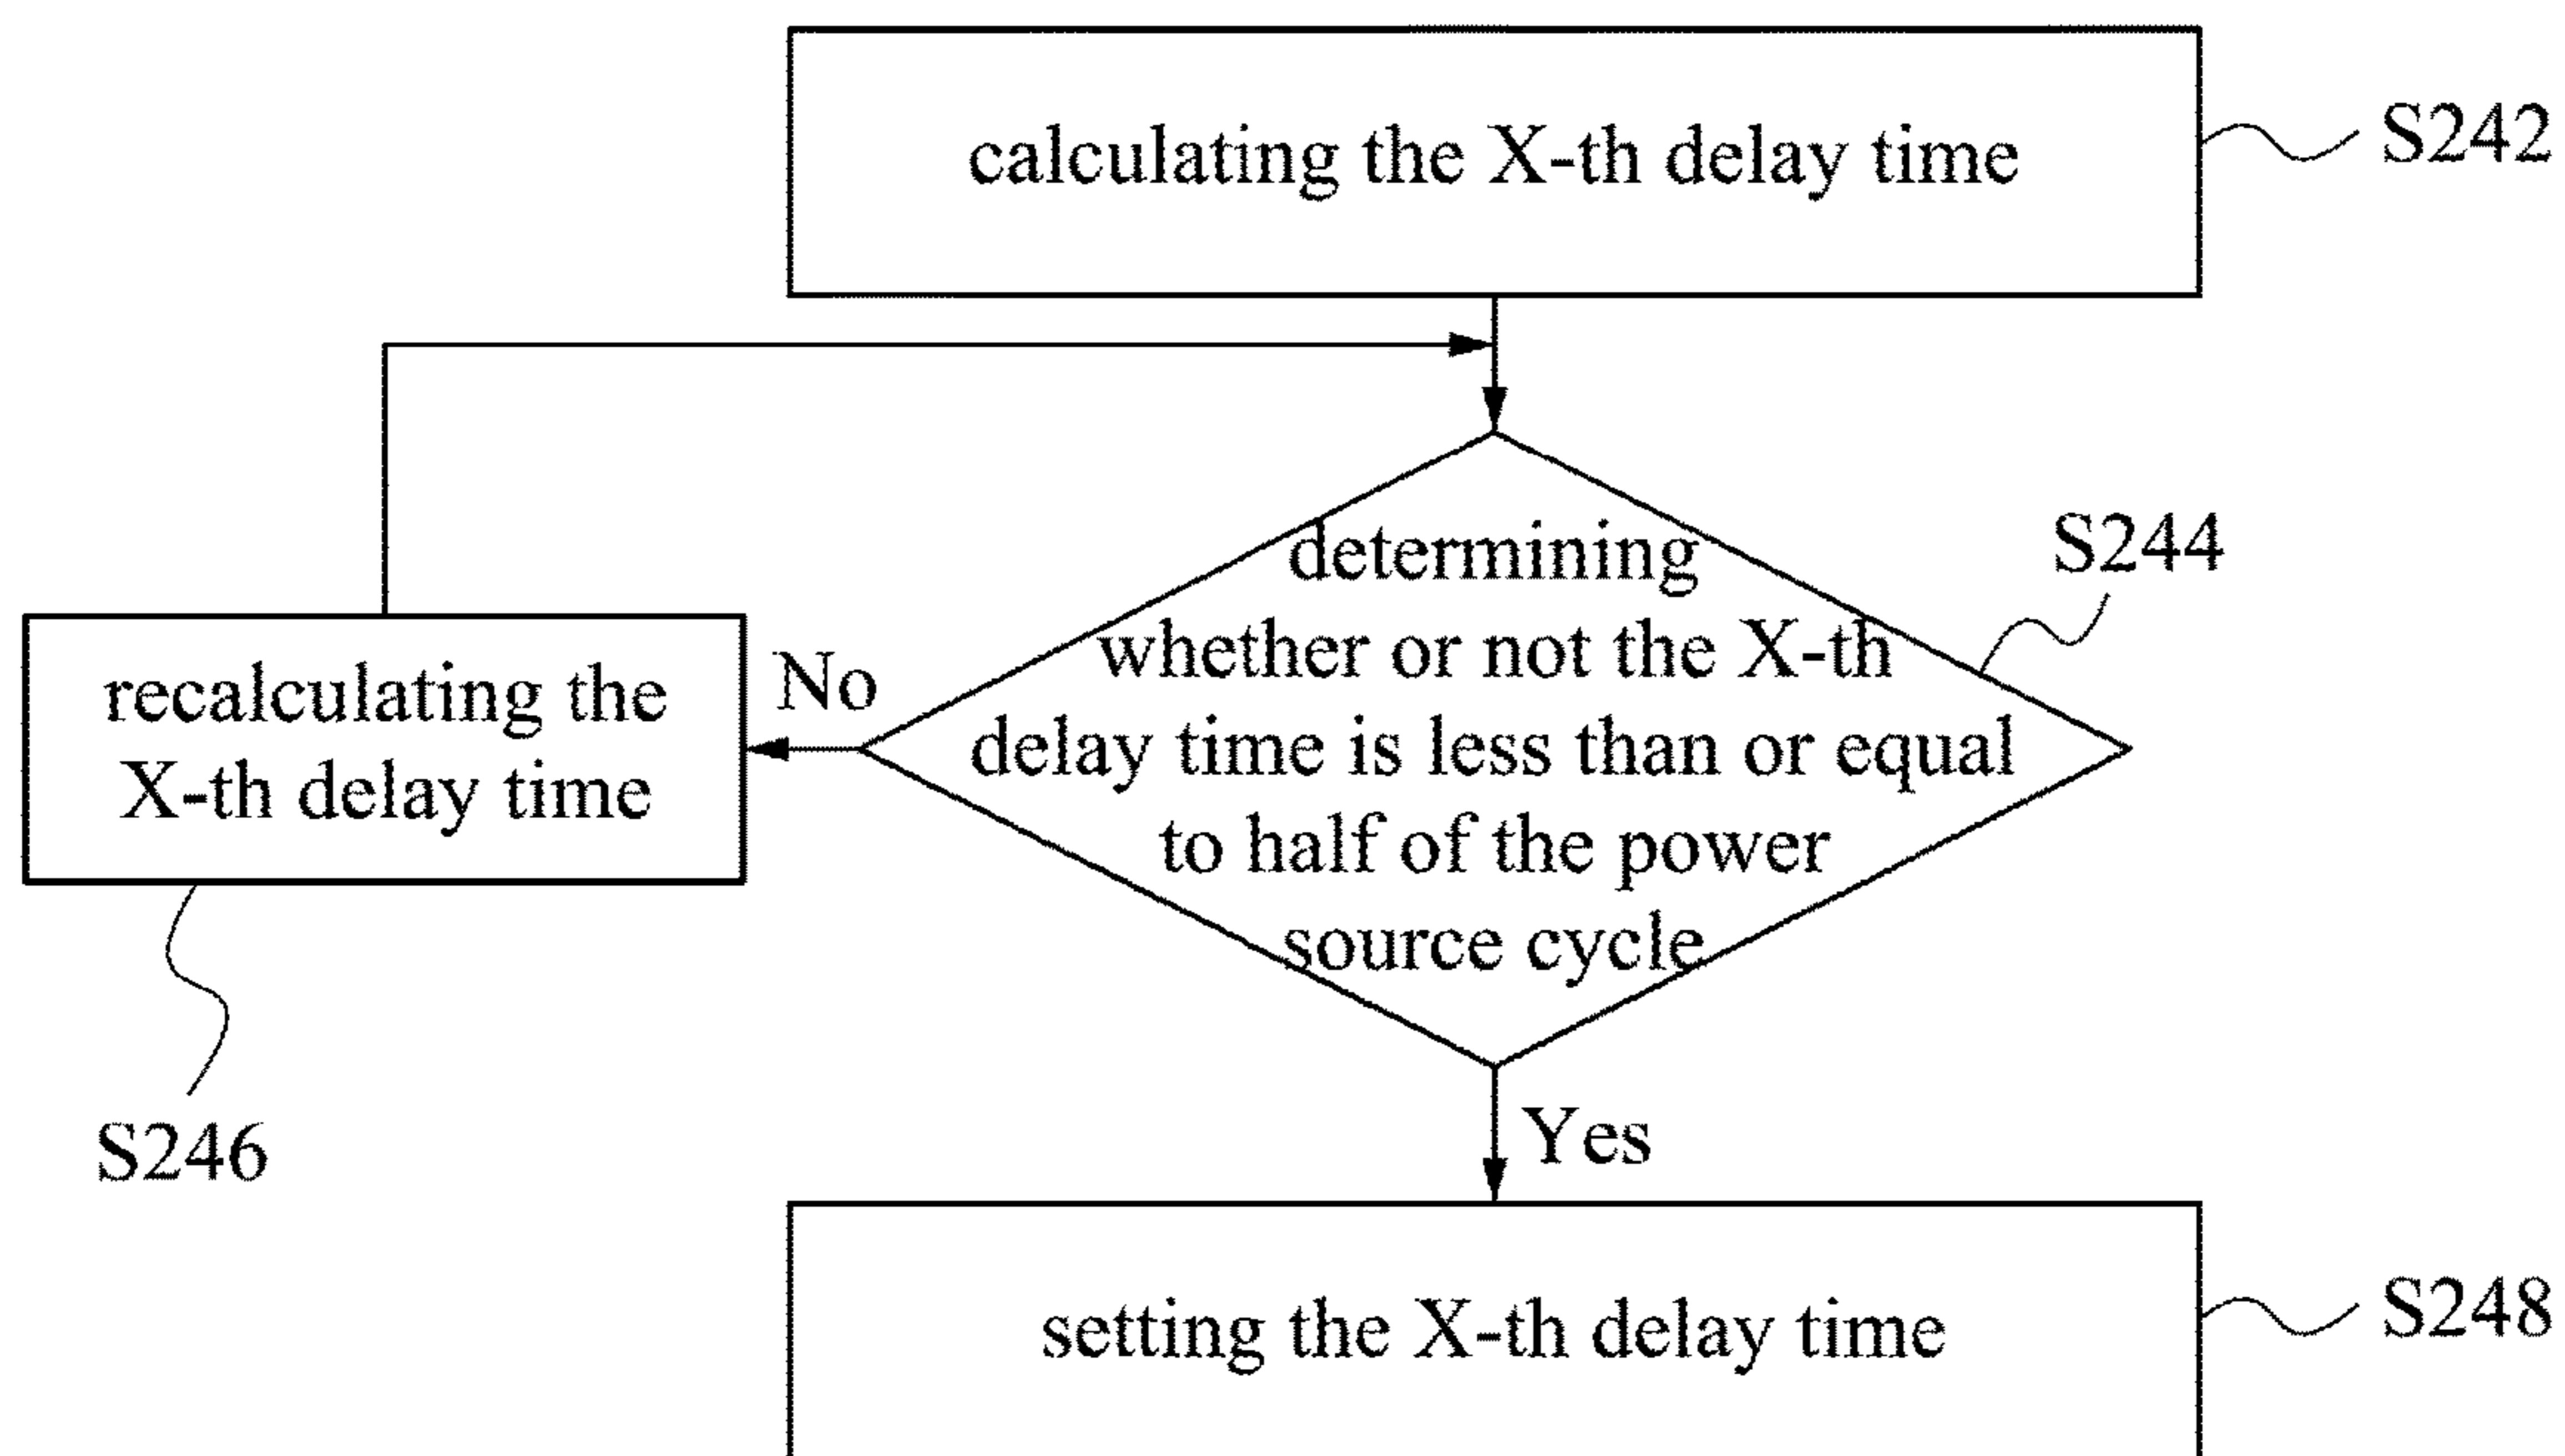 calculating the X-th delay time
S242
determining
whether or not the X-th
delay time is less than or equal
to half of the power
source cycle
S244
No
recalculating the
X-th delay time
S246
Yes
setting the X-th delay time
S248